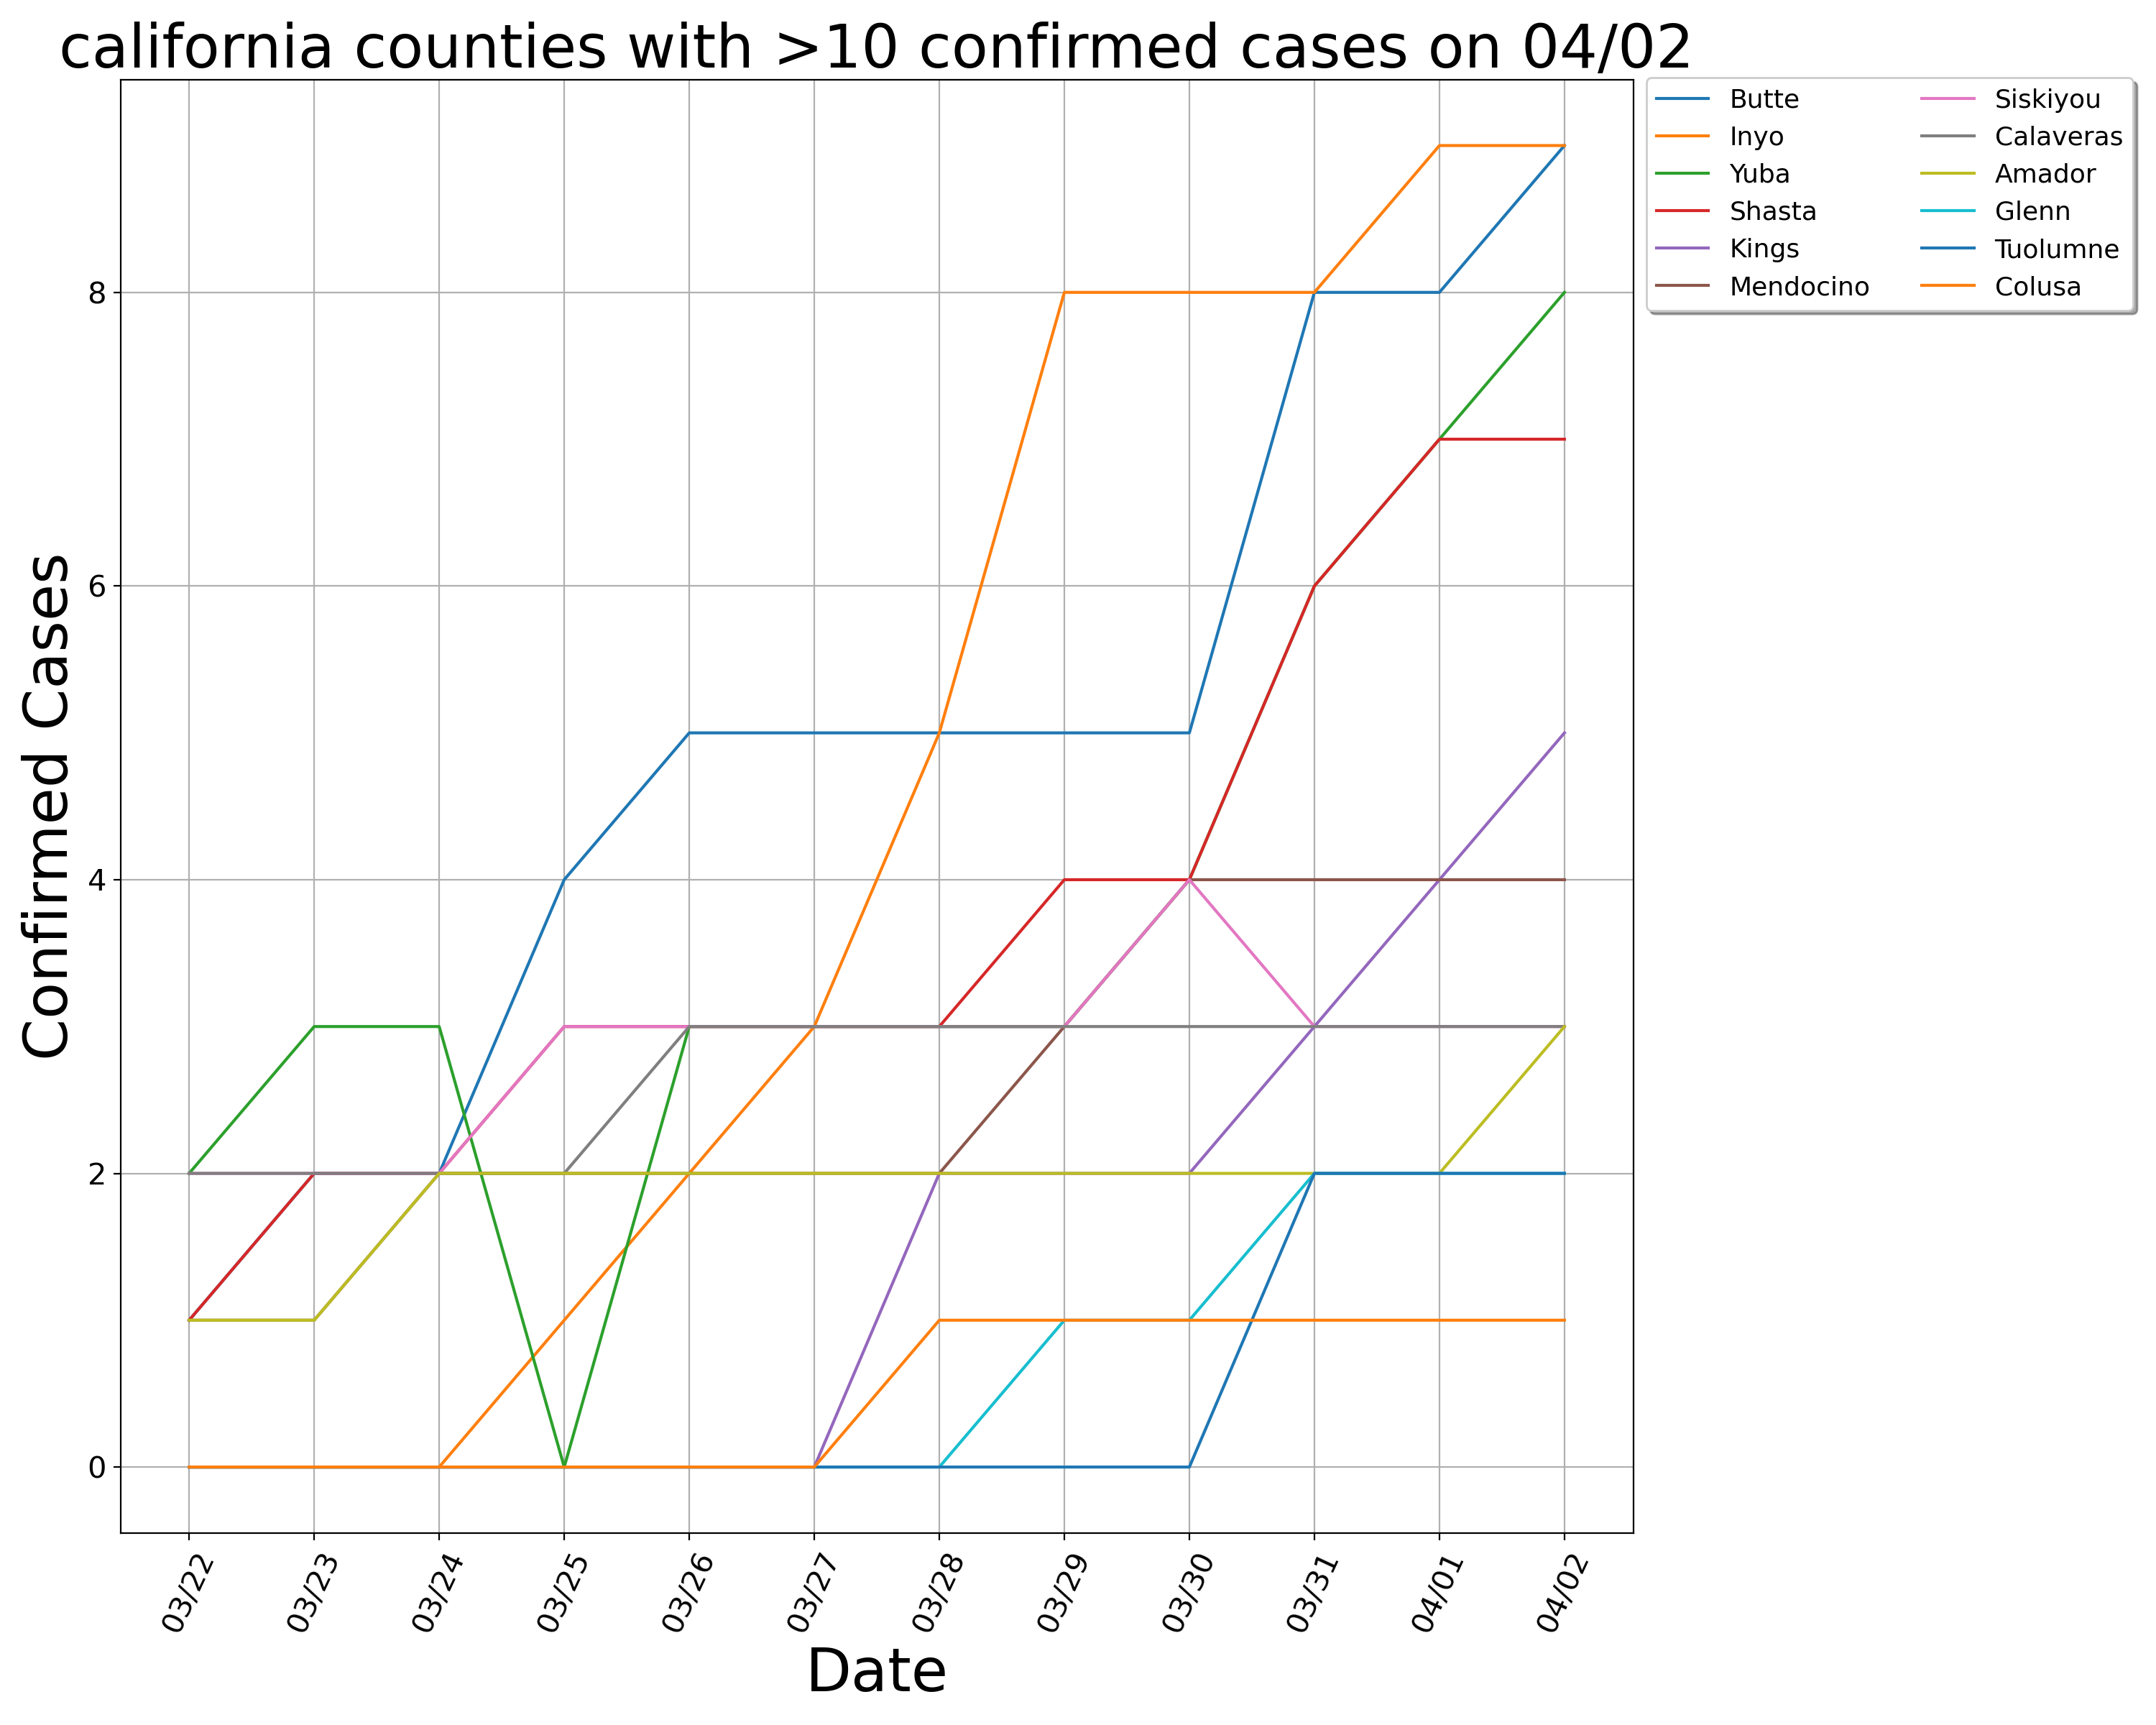 california counties with >10 confirmed cases on 04/02
Butte
Inyo
Yuba
Shasta
Kings
Mendocino
Siskiyou
Calaveras
Amador
Glenn
Tuolumne
Colusa
Confirmed Cases
8
6
4
2
0
03/22
03/23
03/24
03/25
03/26
03/27
03/28
03/29
03/30
03/31
04/01
04/02
Date